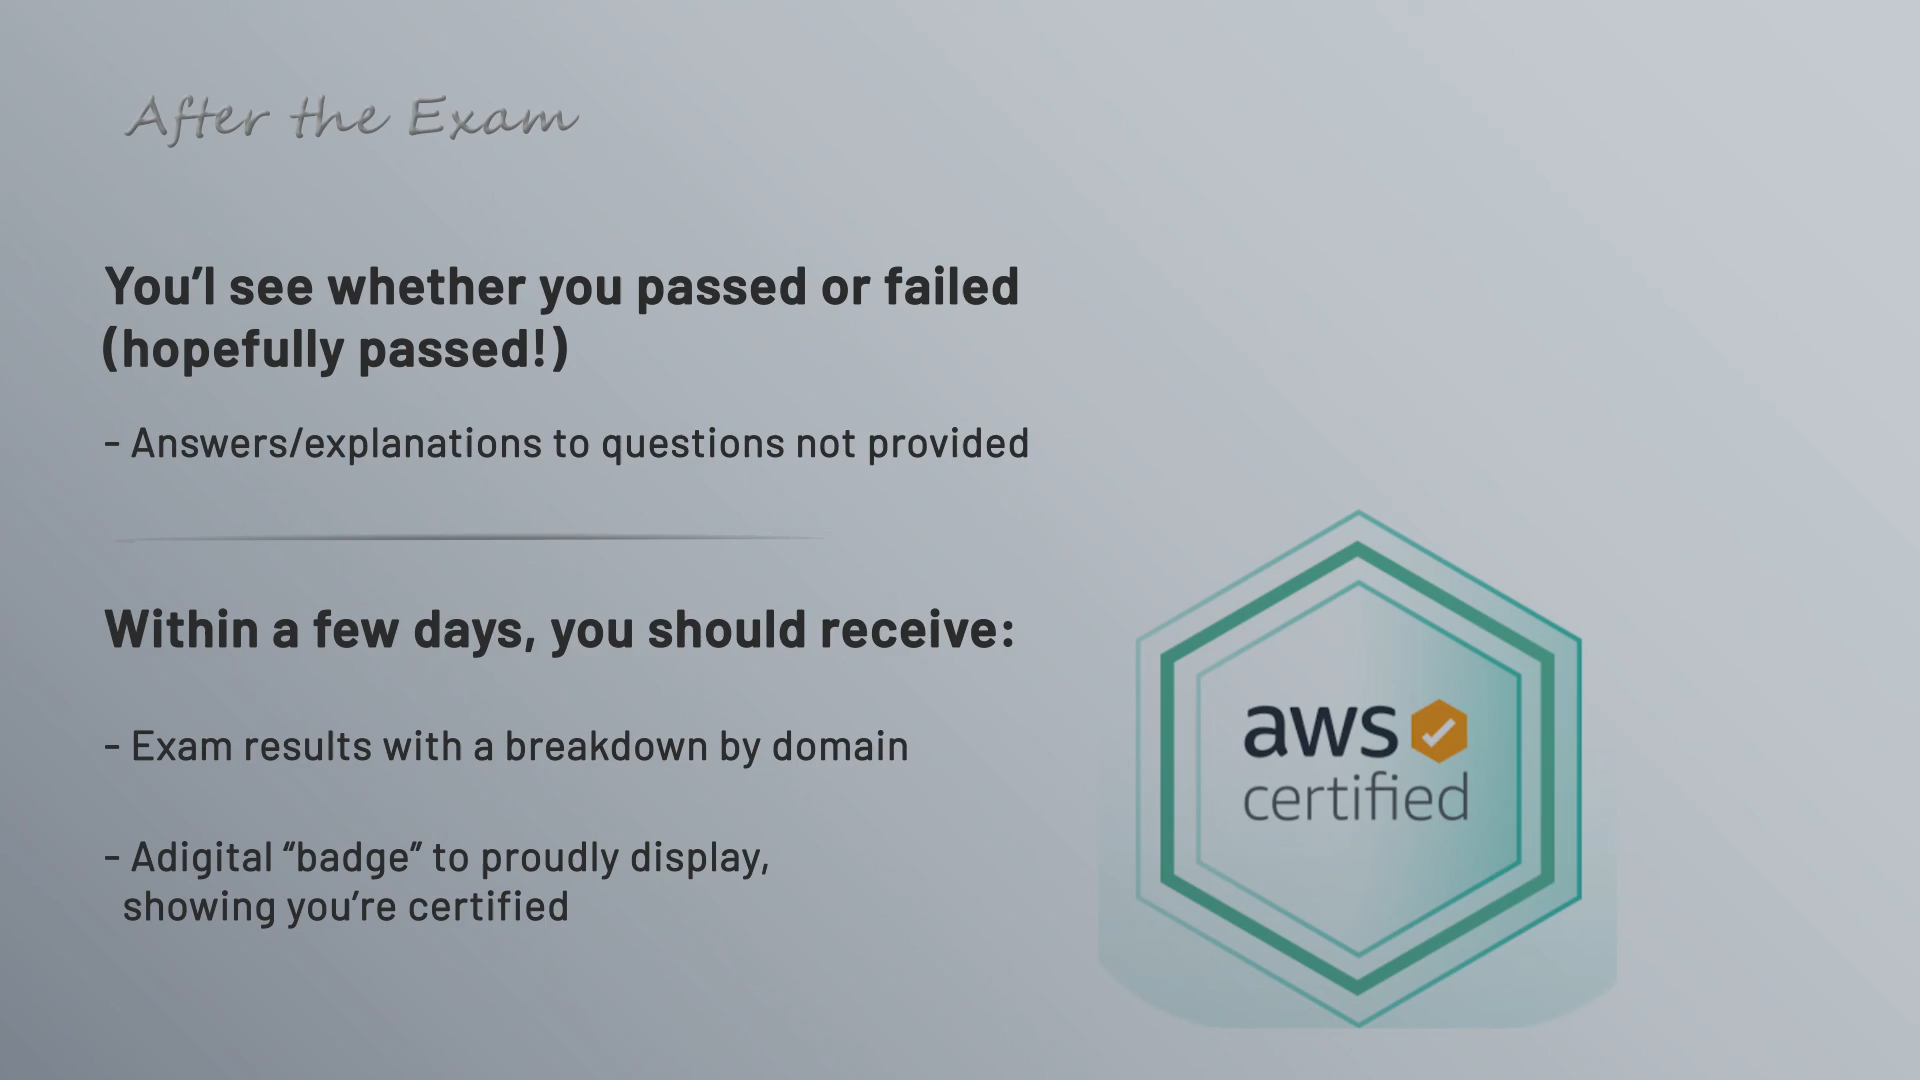 After the Exam
You’l see whether you passed or failed
(hopefully passed!)
- Answers/explanations to questions not provided
Within a few days, you should receive:
- Exam results with a breakdown by domain
- Adigital “badge” to proudly display,
showing you’re certified
aws
certified